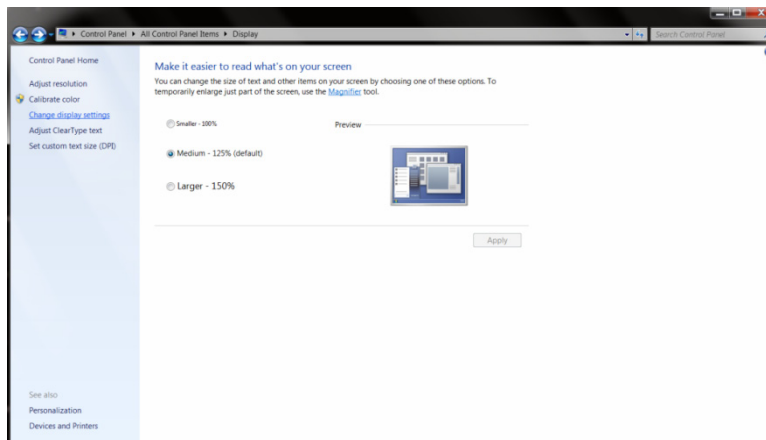 Control Panel ▸ All Control Panel Items ▸ Display
Search Control Panel
Control Panel Home
Adjust resolution
Calibrate color
Change display settings
Adjust ClearType text
Set custom text size (DPI)
Make it easier to read what's on your screen
You can change the size of text and other items on your screen by choosing one of these options. To
temporarily enlarge just part of the screen, use the Magnifier tool.
Smaller - 100%
Preview
Medium - 125% (default)
Larger - 150%
Apply
See also
Personalization
Devices and Printers